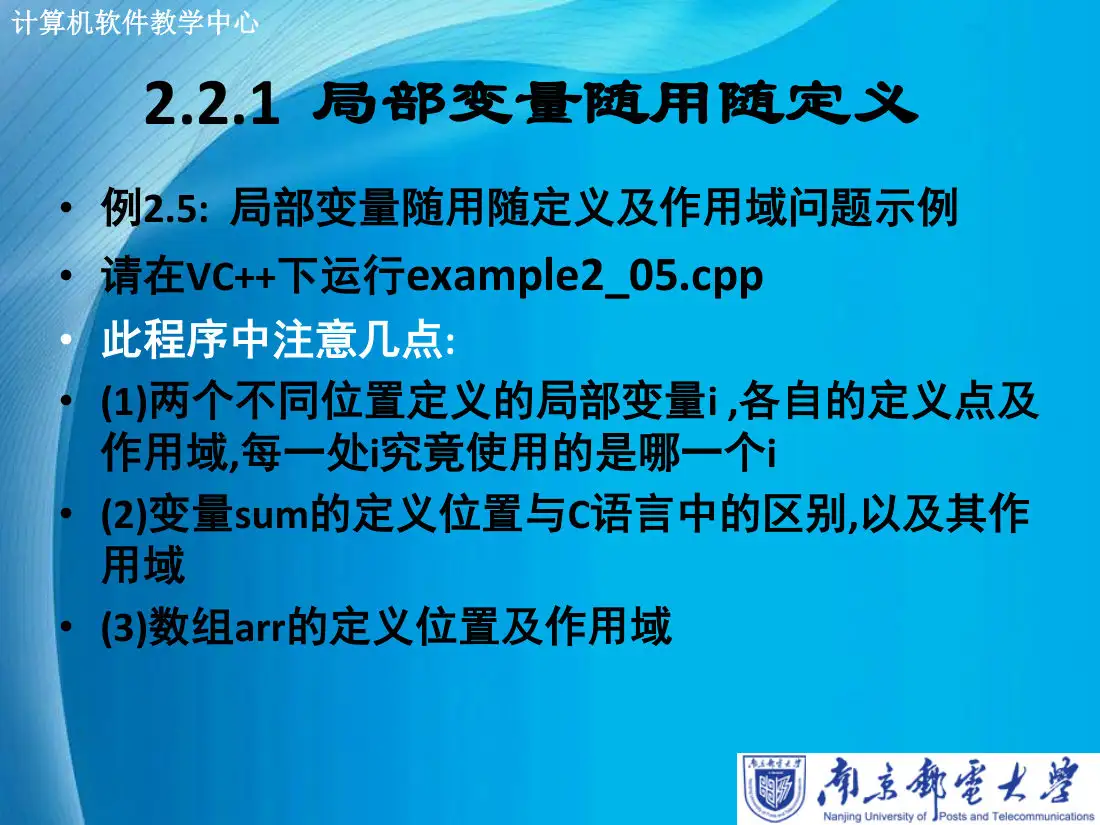 计算机软件教学中心
2.2.1 局部变量随用随定义
• 例2.5: 局部变量随用随定义及作用域问题示例
• 请在VC++下运行example2_05.cpp
• 此程序中注意几点:
• (1)两个不同位置定义的局部变量i ,各自的定义点及
作用域,每一处i究竟使用的是哪一个i
• (2)变量sum的定义位置与C语言中的区别,以及其作
用域
• (3)数组arr的定义位置及作用域
南京郵電大學
Nanjing University of Posts and Telecommunications